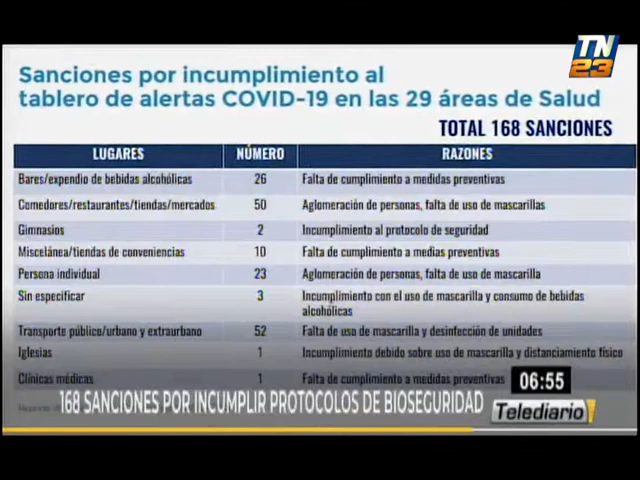 TN
23
Sanciones por incumplimiento al
tablero de alertas COVID-19 en las 29 áreas de Salud
TOTAL 168 SANCIONES
LUGARES NÚMERO RAZONES
Bares/expendio de bebidas alcohólicas 26 Falta de cumplimiento a medidas preventivas
Comedores/restaurantes/tiendas/mercados 50 Aglomeración de personas, falta de uso de mascarillas
Gimnasios 2 Incumplimiento al protocolo de seguridad
Miscelánea/tiendas de conveniencias 10 Falta de cumplimiento a medias preventivas
Persona individual 23 Aglomeración de personas, falta de uso de mascarilla
Sin especificar 3 Incumplimiento con el uso de mascarilla y consumo de bebidas
alcohólicas
Transporte público/urbano y extraurbano 52 Falta de uso de mascarilla y desinfección de unidades
Iglesias 1 Incumplimiento debido sobre uso de mascarilla y distanciamiento físico
Clínicas médicas 1 Falta de cumplimiento a medidas preventivas
06:55
168 SANCIONES POR INCUMPLIR PROTOCOLOS DE BIOSEGURIDAD
Telediario